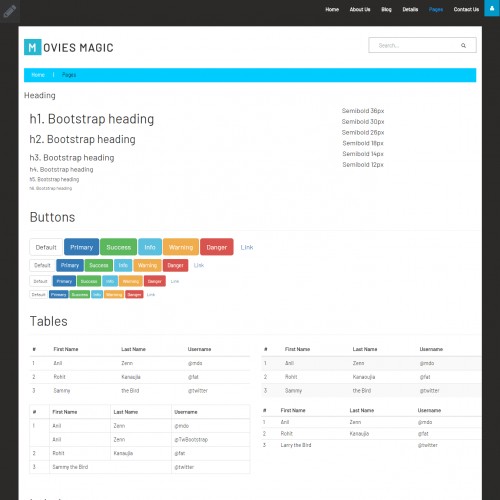 Home About Us Blog Details Pages Contact Us
MOVIES MAGIC
Search...
Home | Pages
Heading
h1. Bootstrap heading
h2. Bootstrap heading
h3. Bootstrap heading
h4. Bootstrap heading
h5. Bootstrap heading
h6. Bootstrap heading
Semibold 36px
Semibold 30px
Semibold 26px
Semibold 18px
Semibold 14px
Semibold 12px
Buttons
Default Primary Success Info Warning Danger Link
Default Primary Success Info Warning Danger Link
Default Primary Success Info Warning Danger Link
Default Primary Success Info Warning Danger Link
Tables
# First Name Last Name Username
1 Anil Zenn @mdo
2 Rohit Kanaujia @fat
3 Sammy the Bird @twitter
# First Name Last Name Username
1 Anil Zenn @mdo
2 Rohit Kanaoujia @fat
3 Sammy the Bird @twitter
# First Name Last Name Username
1 Anil Zenn @mdo
Anil Zenn @TwBootstrap
2 Rohit Kanaujia @fat
3 Sammy the Bird @twitter
# First Name Last Name Username
1 Anil Zenn @mdo
2 Rohit Kanaujia @fat
3 Larry the Bird @twitter